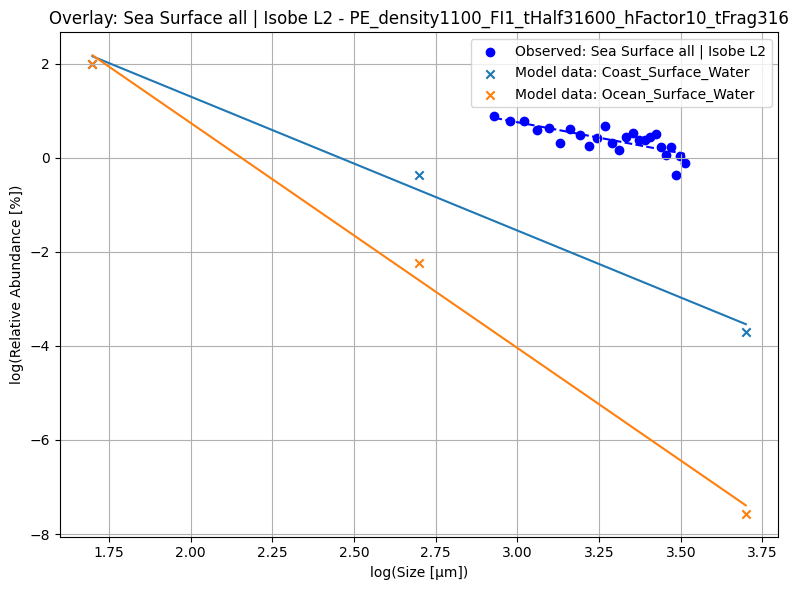 Overlay: Sea Surface all | Isobe L2 - PE_density1100_FI1_tHalf31600_hFactor10_tFrag316
Observed: Sea Surface all | Isobe L2
Model data: Coast_Surface_Water
Model data: Ocean_Surface_Water
log(Relative Abundance [%])
2
0
−2
−4
−6
−8
1.75 2.00 2.25 2.50 2.75 3.00 3.25 3.50 3.75
log(Size [μm])